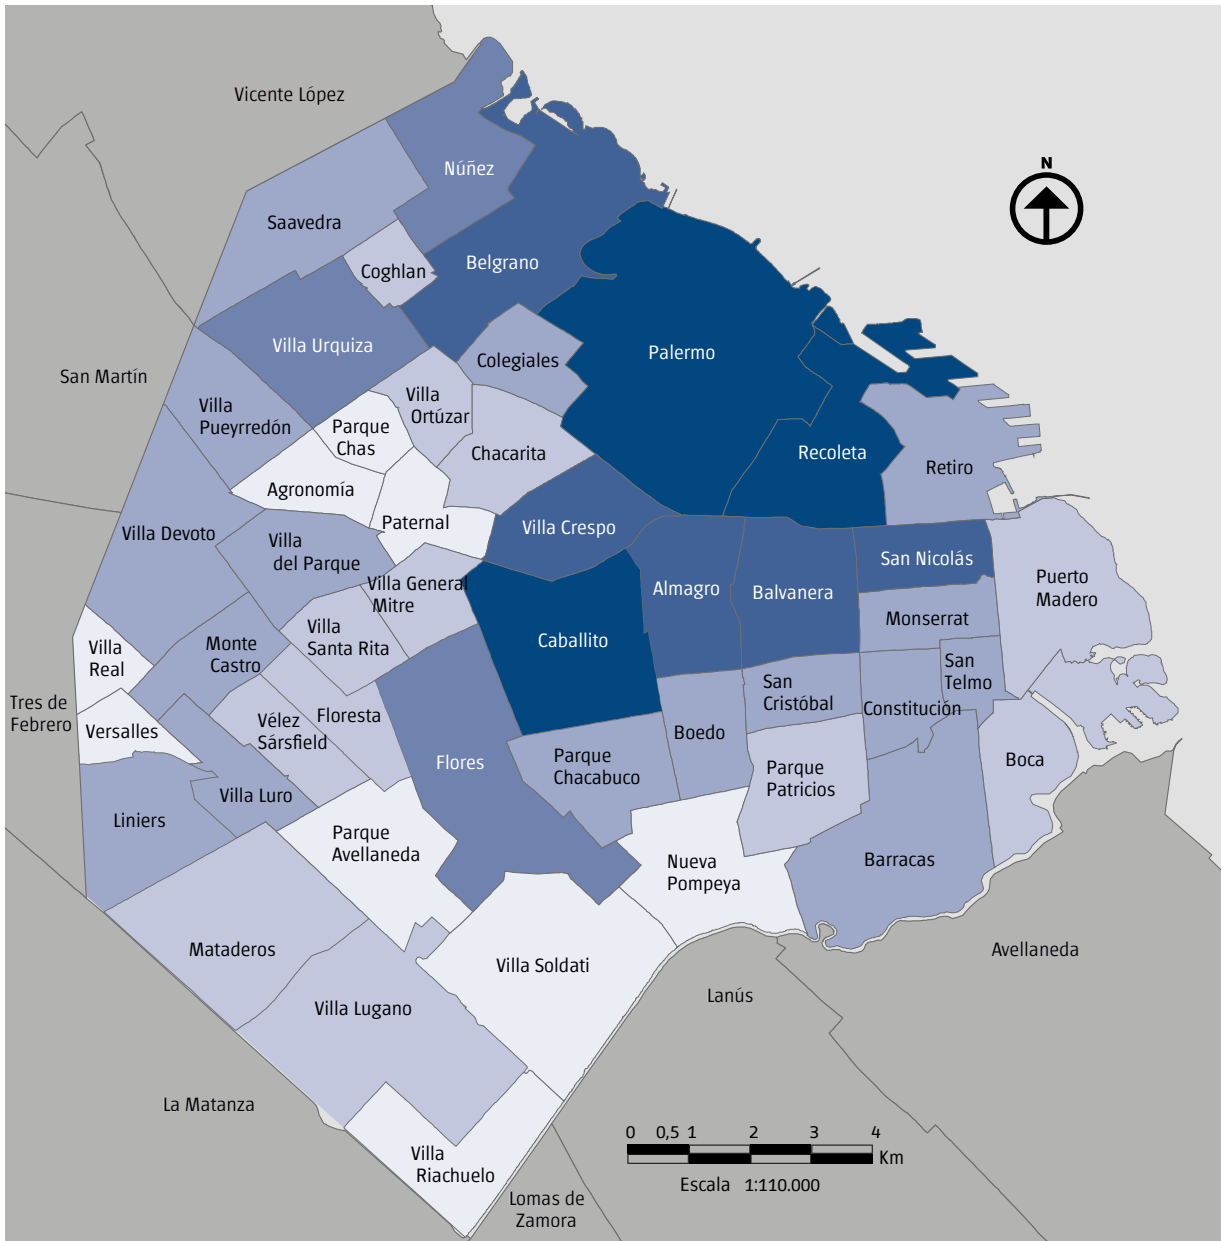 Vicente López
N
Núñez
Saavedra
Coghlan
Belgrano
Villa Urquiza
Colegiales
Palermo
San Martín
Villa
Pueyrredón
Villa
Ortúzar
Parque
Chas
Chacarita
Recoleta
Retiro
Agronomía
Paternal
Villa Devoto
Villa
del Parque
Villa Crespo
San Nicolás
Villa General
Mitre
Almagro
Balvanera
Puerto
Madero
Monserrat
Villa
Santa Rita
Caballito
Villa
Real
Monte
Castro
San
Telmo
Tres de
Febrero
Versalles
Vélez
Sársfield
Floresta
San
Cristóbal
Constitución
Boedo
Flores
Parque
Chacabuco
Parque
Patricios
Boca
Villa Luro
Liniers
Parque
Avellaneda
Nueva
Pompeya
Barracas
Mataderos
Villa Soldati
Avellaneda
Lanús
Villa Lugano
La Matanza
Villa
Riachuelo
Lomas de
Zamora
0 0,5 1 2 3 4
Km
Escala 1:110.000